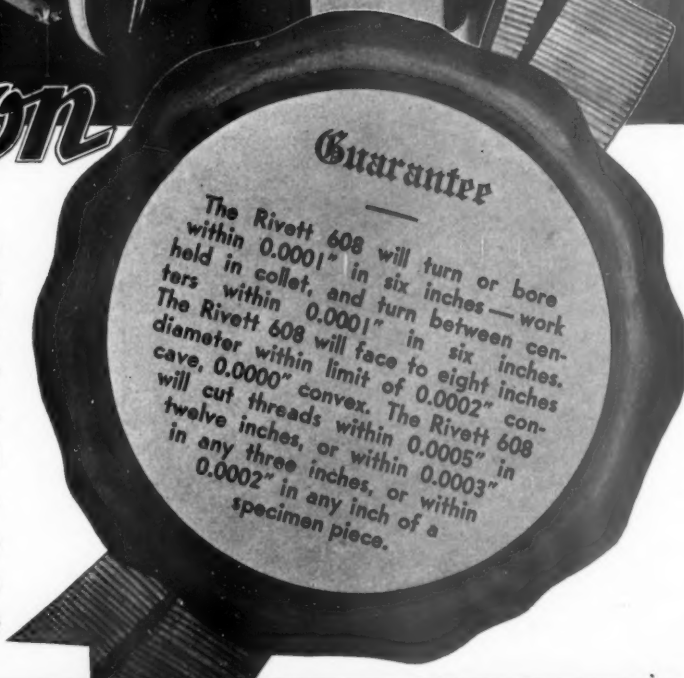 on
Guarantee
The Rivett 608 will turn or bore
within 0.0001" in six inches — work
held in collet, and turn between cen-
ters within 0.0001" in six inches.
The Rivett 608 will face to eight inches
diameter within limit of 0.0002" con-
cave, 0.0000" convex. The Rivett 608
will cut threads within 0.0005" in
twelve inches, or within 0.0003"
in any three inches, or within
0.0002" in any inch of a
specimen piece.